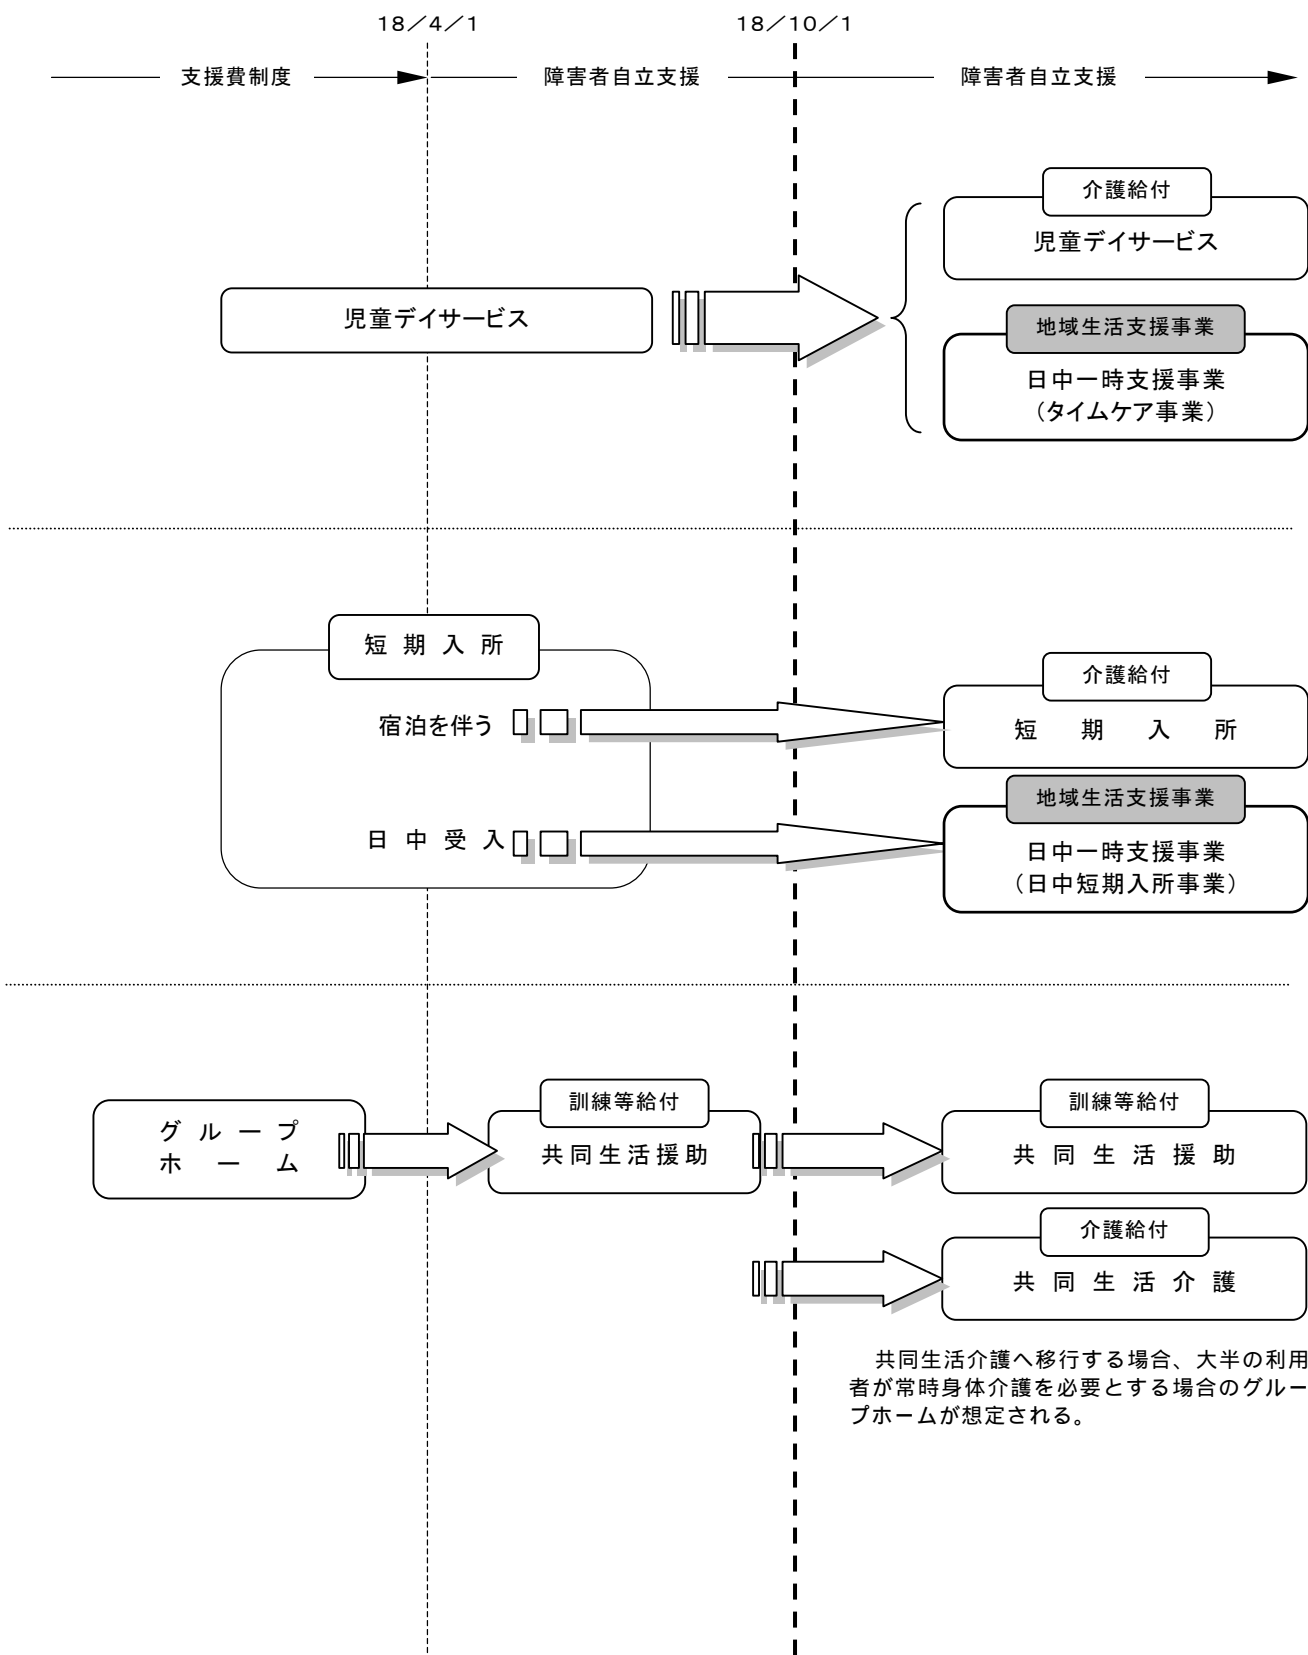 18/4/1
18/10/1
支援費制度
障害者自立支援
障害者自立支援
介護給付
児童デイサービス
児童デイサービス
地域生活支援事業
日中一時支援事業
(タイムケア事業)
短期入所
宿泊を伴う
日中受入
介護給付
短期入所
地域生活支援事業
日中一時支援事業
(日中短期入所事業)
グループ
ホーム
訓練等給付
共同生活援助
訓練等給付
共同生活援助
介護給付
共同生活介護
共同生活介護へ移行する場合、大半の利用
者が常時身体介護を必要とする場合のグルー
プホームが想定される。